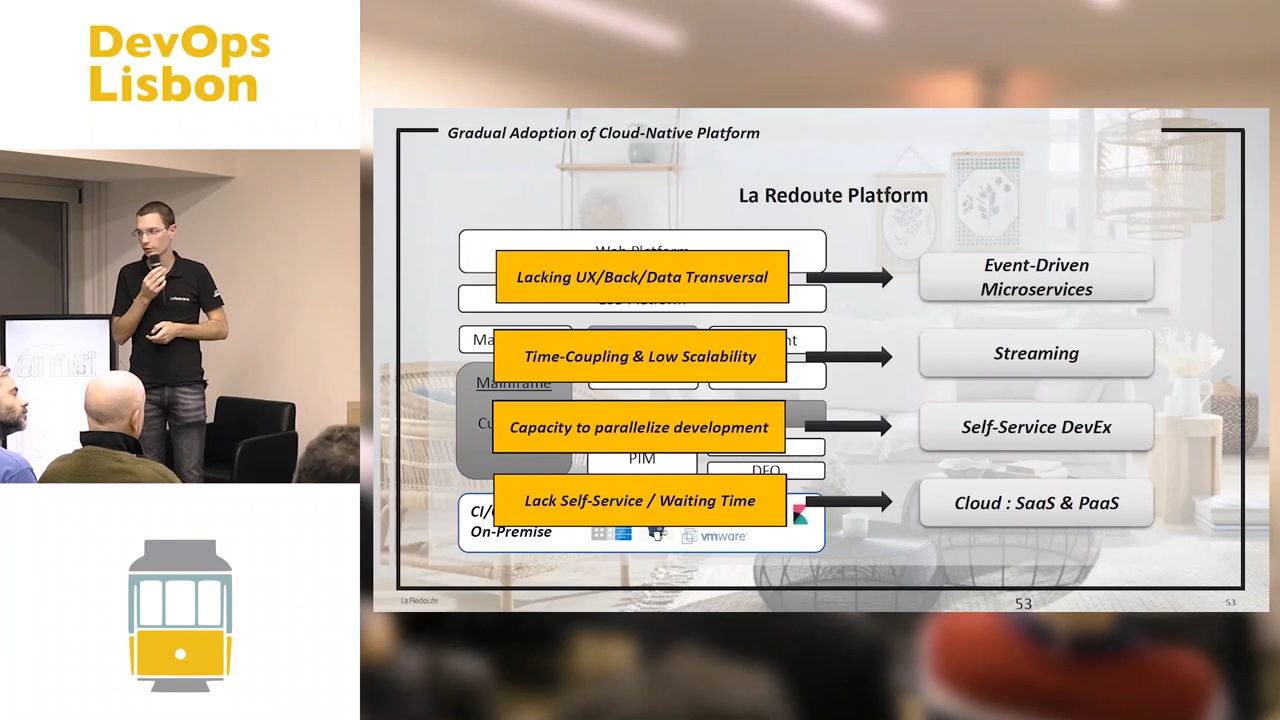 DevOps
Lisbon
Gradual Adoption of Cloud-Native Platform
La Redoute Platform
Lacking UX/Back/Data Transversal
Event-Driven
Microservices
Time-Coupling & Low Scalability
Streaming
Mainframe
Capacity to parallelize development
Self-Service DevEx
PIM
Lack Self-Service / Waiting Time
Cloud : SaaS & PaaS
On-Premise
vmware
La Redoute
53
53